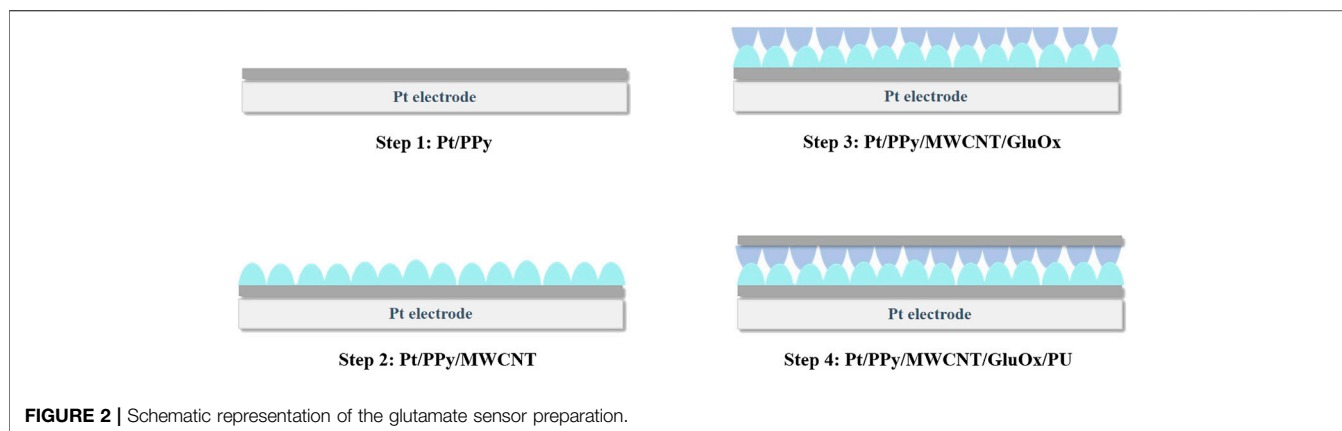 Pt electrode
Step 1: Pt/PPy
Pt electrode
Step 2: Pt/PPy/MWCNT
Pt electrode
Step 3: Pt/PPy/MWCNT/GluOx
Pt electrode
Step 4: Pt/PPy/MWCNT/GluOx/PU
FIGURE 2 | Schematic representation of the glutamate sensor preparation.